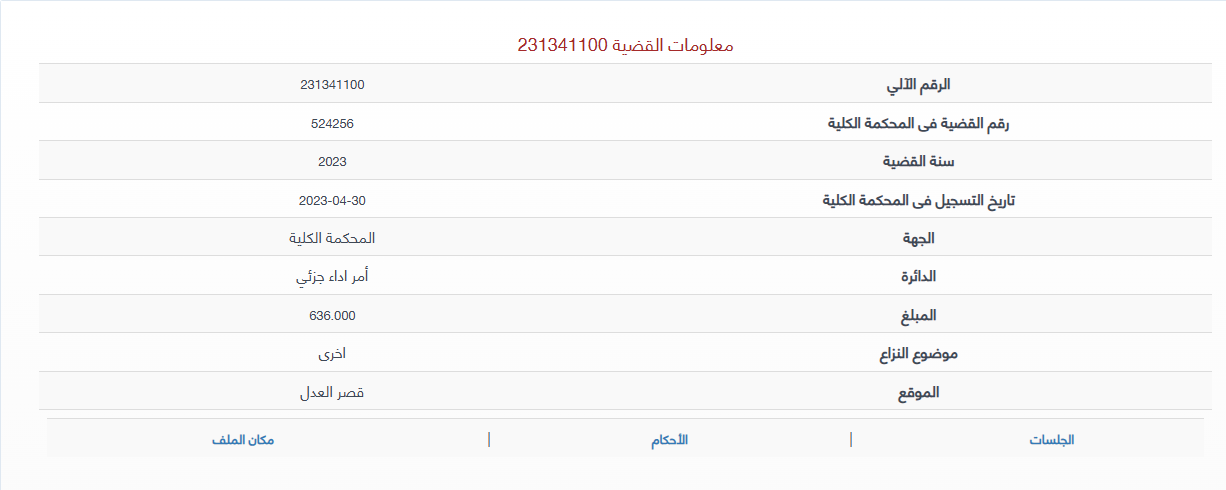 معلومات القضية 231341100
الرقم الآلي 231341100
رقم القضية فى المحكمة الكلية 524256
سنة القضية 2023
تاريخ التسجيل فى المحكمة الكلية 2023-04-30
الجهة المحكمة الكلية
الدائرة أمر اداء جزئي
المبلغ 636.000
موضوع النزاع اخرى
الموقع قصر العدل
الجلسات | الأحكام | مكان الملف